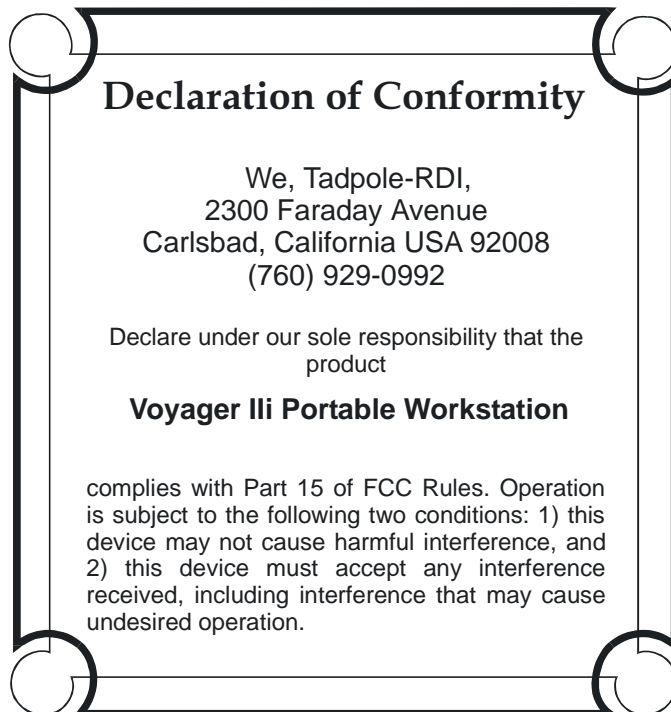 Declaration of Conformity
We, Tadpole-RDI,
2300 Faraday Avenue
Carlsbad, California USA 92008
(760) 929-0992
Declare under our sole responsibility that the
product
Voyager IIi Portable Workstation
complies with Part 15 of FCC Rules. Operation
is subject to the following two conditions: 1) this
device may not cause harmful interference, and
2) this device must accept any interference
received, including interference that may cause
undesired operation.